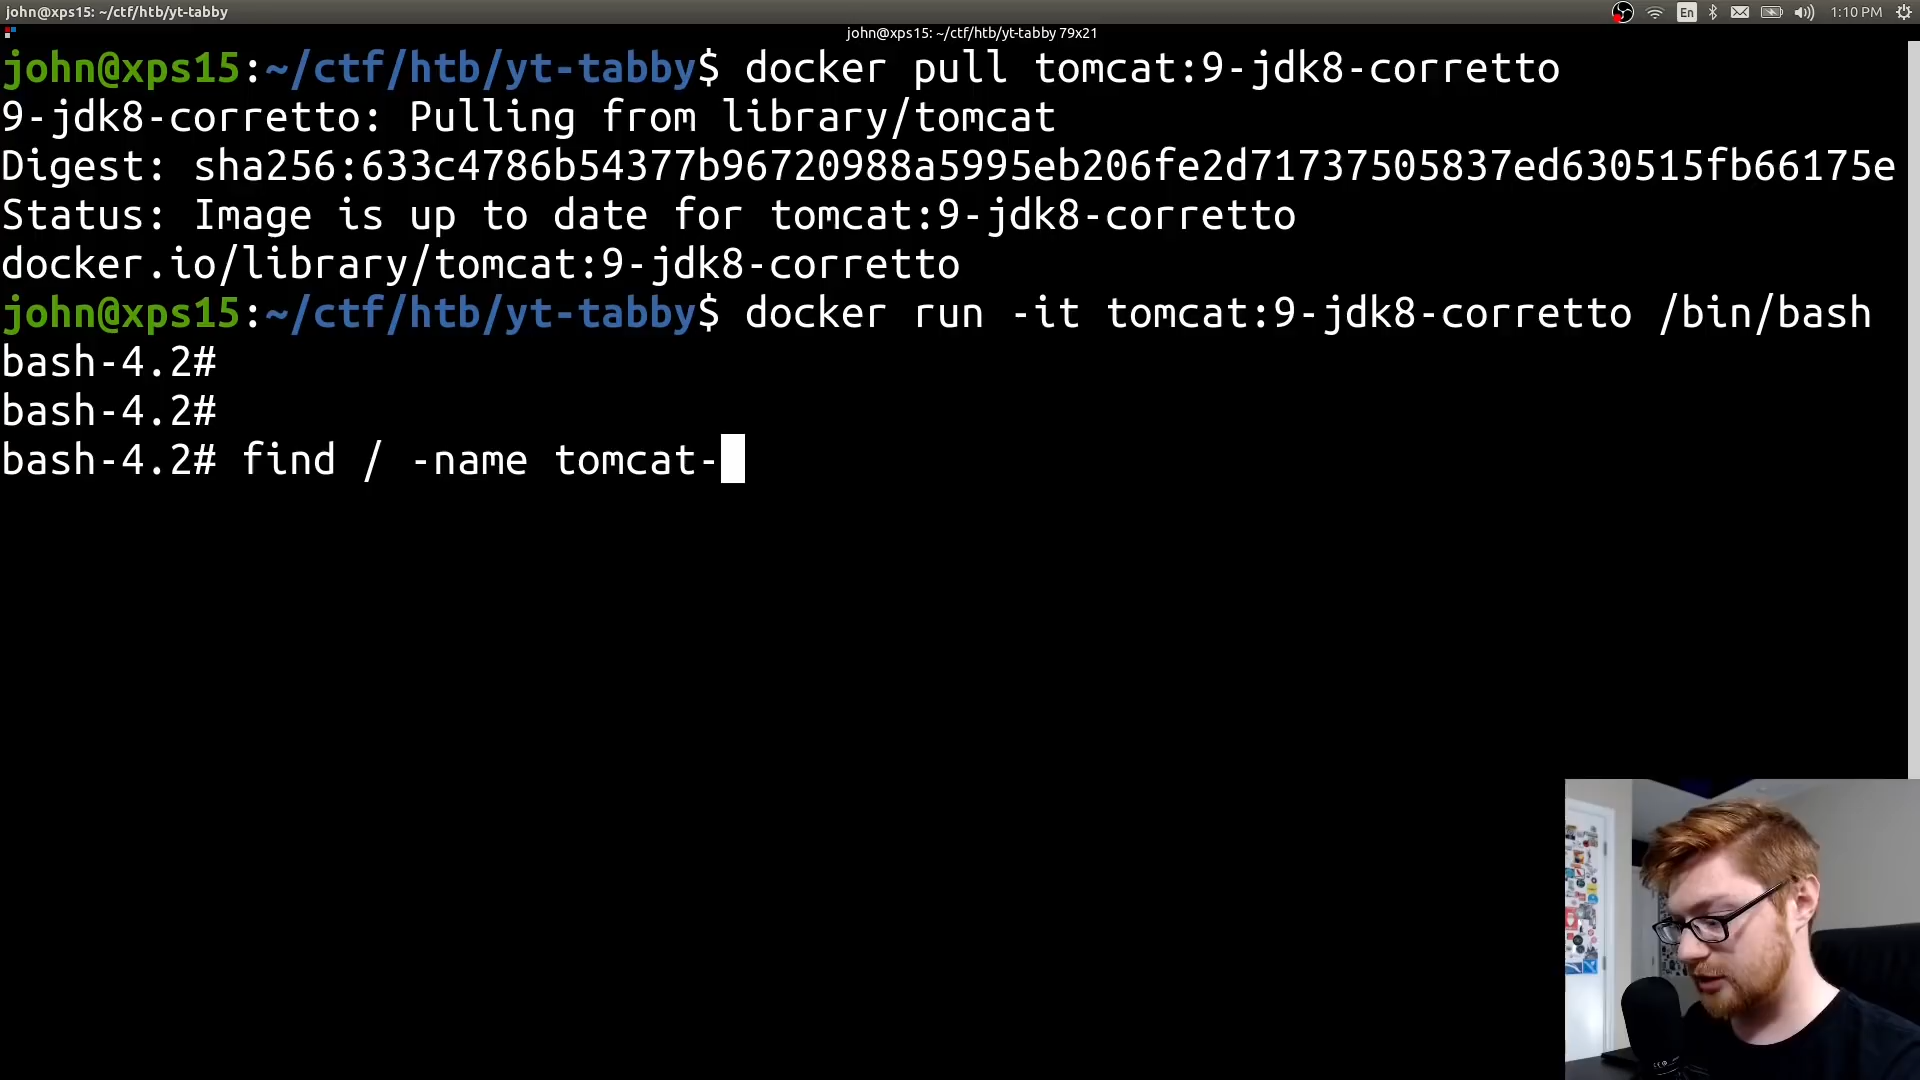 john@xps15: ~/ctf/htb/yt-tabby
En
1:10 PM
john@xps15: ~/ctf/htb/yt-tabby 79x21
john@xps15:~/ctf/htb/yt-tabby$ docker pull tomcat:9-jdk8-corretto
9-jdk8-corretto: Pulling from library/tomcat
Digest: sha256:633c4786b54377b96720988a5995eb206fe2d71737505837ed630515fb66175e
Status: Image is up to date for tomcat:9-jdk8-corretto
docker.io/library/tomcat:9-jdk8-corretto
john@xps15:~/ctf/htb/yt-tabby$ docker run -it tomcat:9-jdk8-corretto /bin/bash
bash-4.2#
bash-4.2#
bash-4.2# find / -name tomcat-